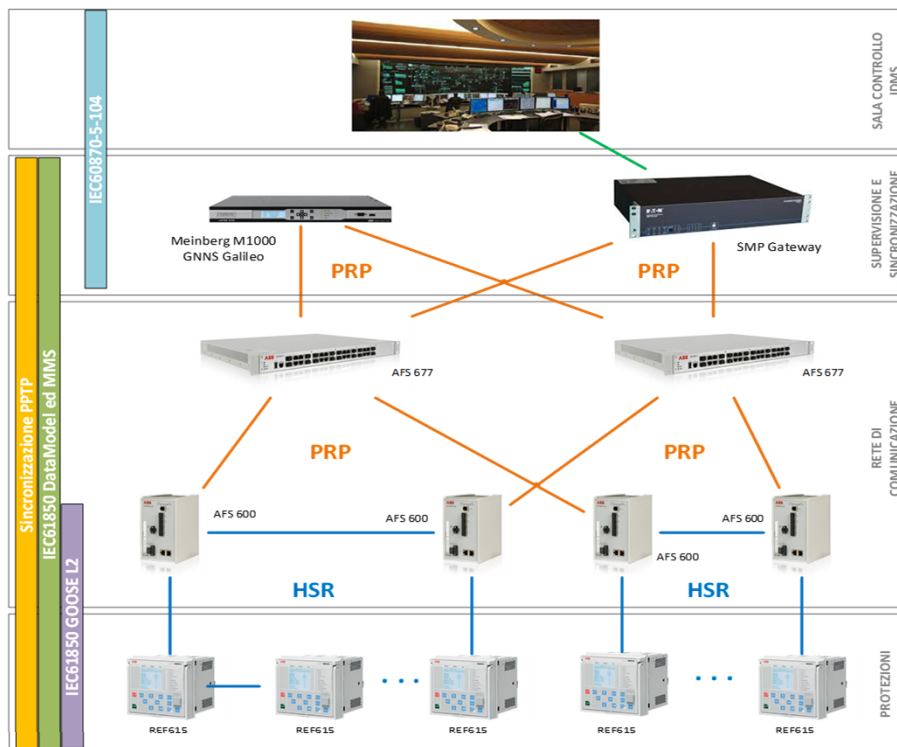 SALA CONTROLLO
IDMS
IEC60870-5-104
SUPERVISIONE E
SINCRONIZZAZIONE
Meinberg M1000
GNNS Galileo
E·T·N
SMP Gateway
PRP
PRP
Sincronizzazione PPTP
IEC61850 DataModel ed MMS
ABB
AFS 677
ABB
AFS 677
RETE DI
COMUNICAZIONE
PRP
PRP
AFS 600
AFS 600
AFS 600
AFS 600
HSR
HSR
IEC61850 GOOSE L2
PROTEZIONI
REF615
REF615
REF615
REF615
REF615